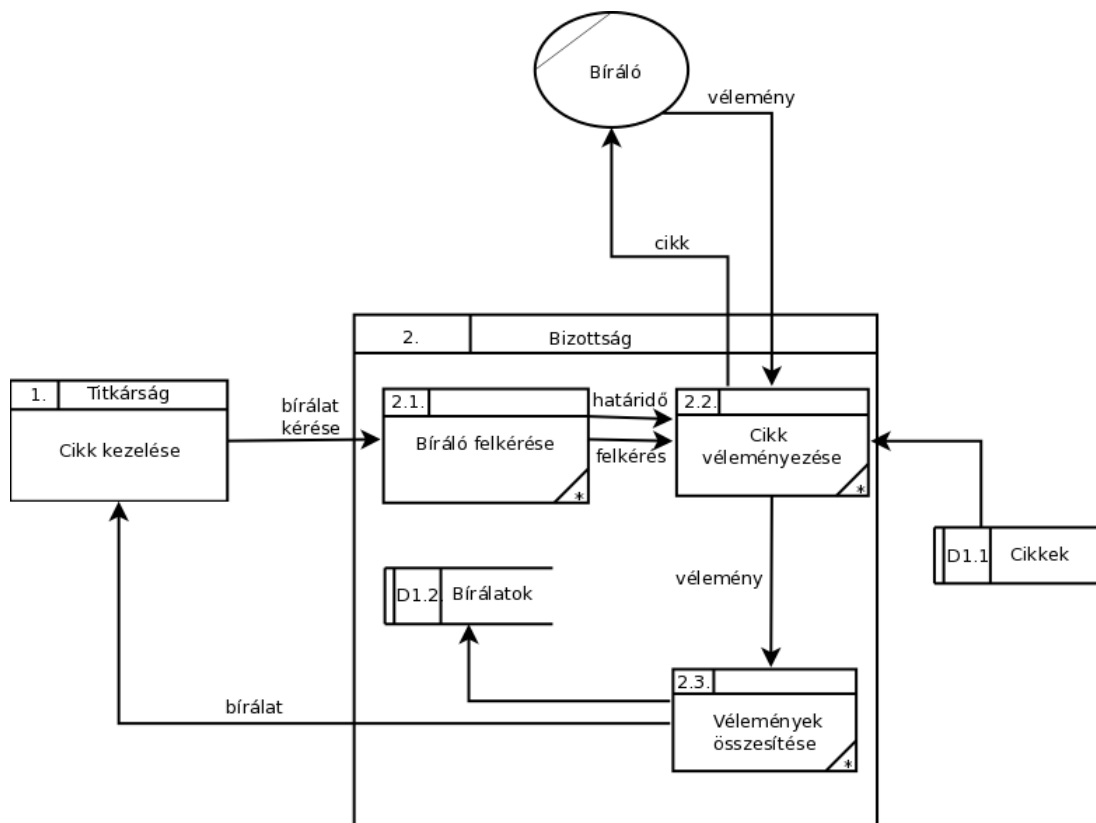 Bíráló
vélemény
cikk
2.
Bizottság
1.
Titkárság
Cikk kezelése
bírálat
kérése
2.1.
Bíráló felkérése
*
határidő
felkérés
2.2.
Cikk
véleményezése
*
D1.1
Cikkek
D1.2.
Bírálatok
vélemény
2.3.
Vélemények
összesítése
*
bírálat